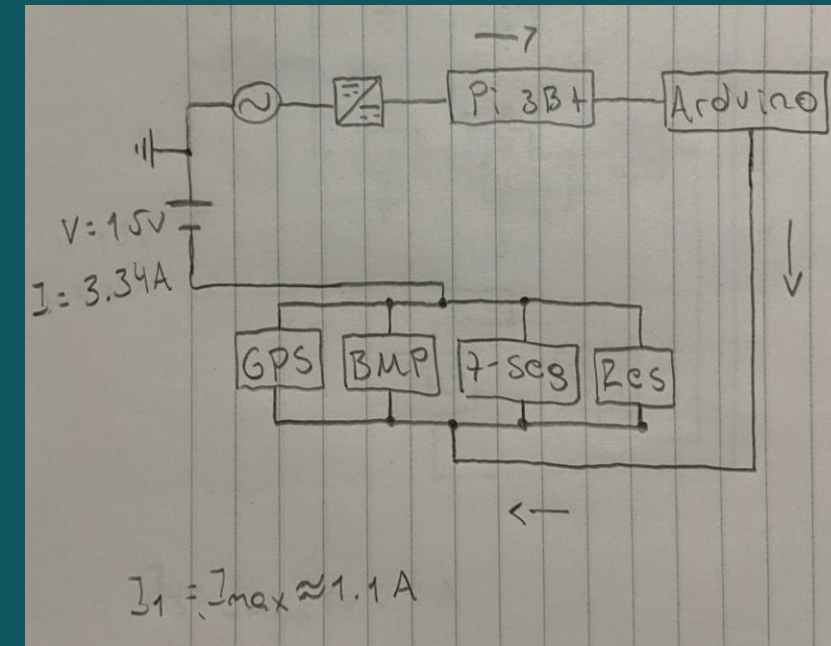 Pi 3B+
Arduino
V = 15V
I = 3.34A
GPS
BMP
7-seg
Res
I1 = Imax ≈ 1.1 A